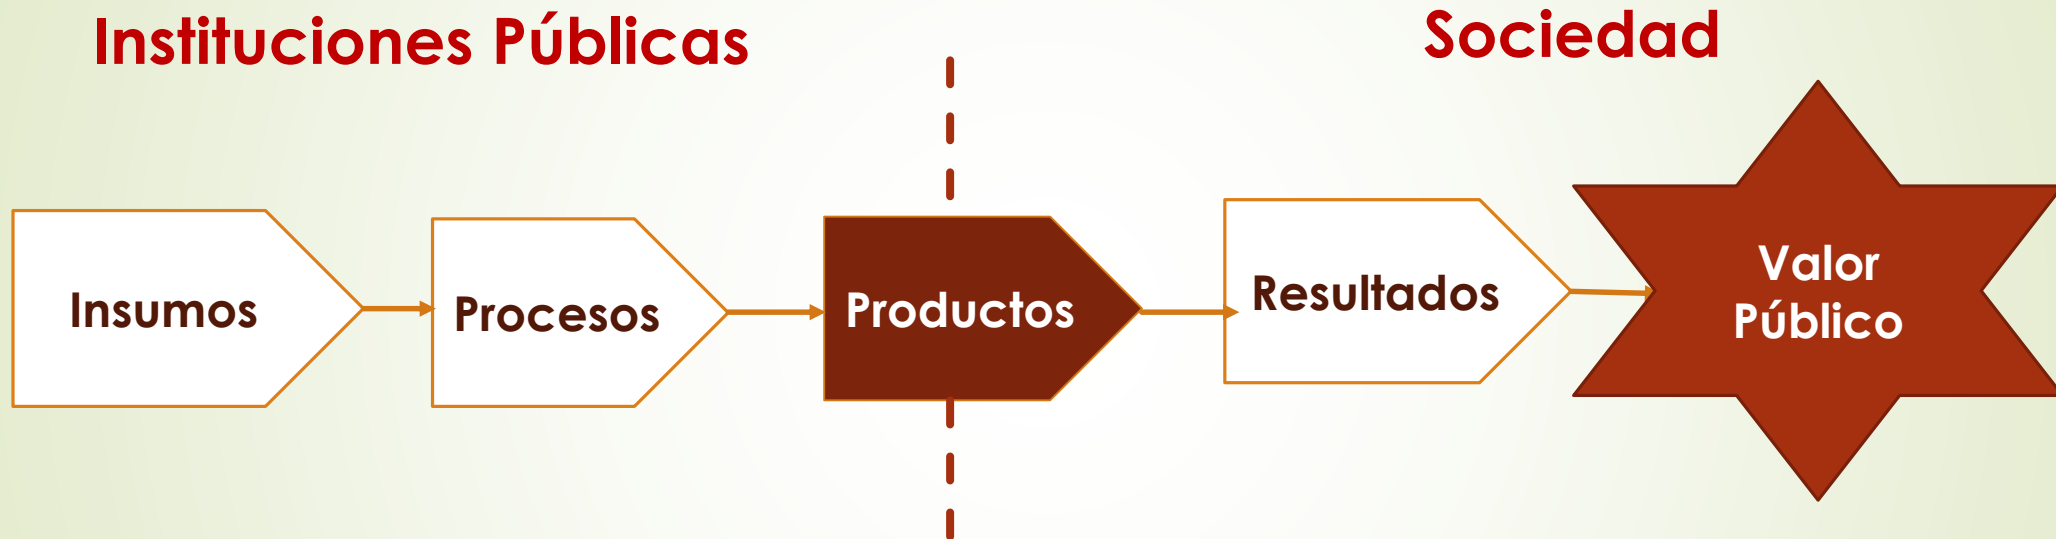 Instituciones Públicas
Sociedad
Insumos
Procesos
Productos
Resultados
Valor
Público